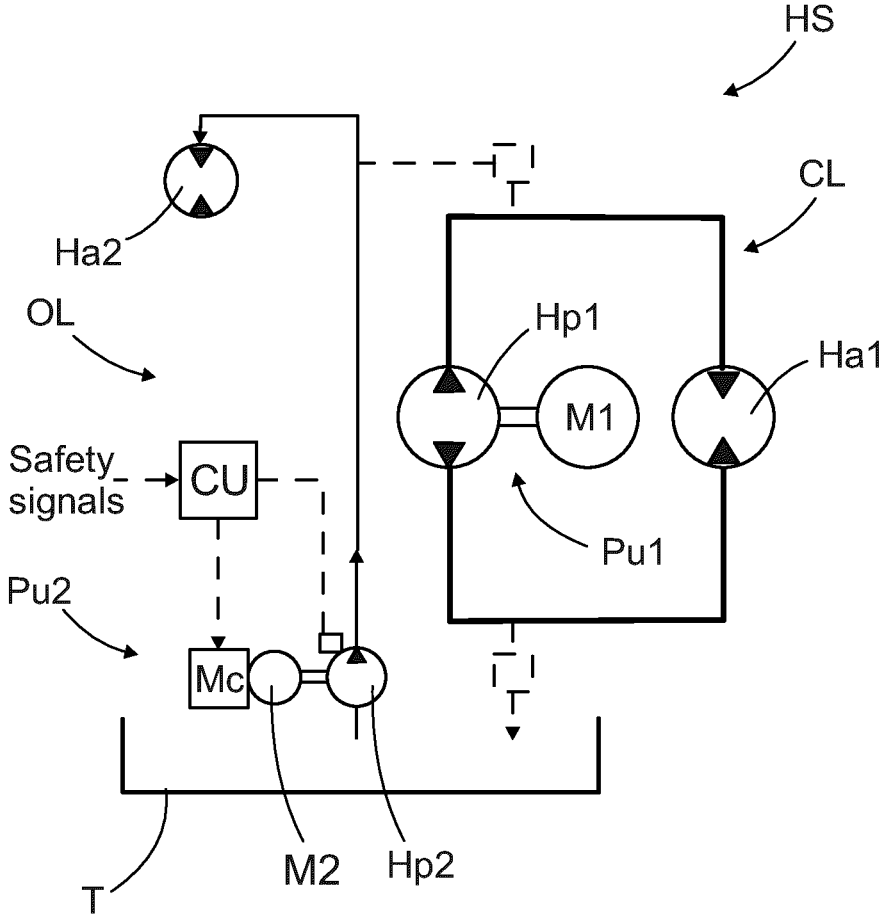 HS
CL
Ha2
OL
Hp1
Ha1
M1
Safety
signals
CU
Pu1
Pu2
Mc
M2
Hp2
T